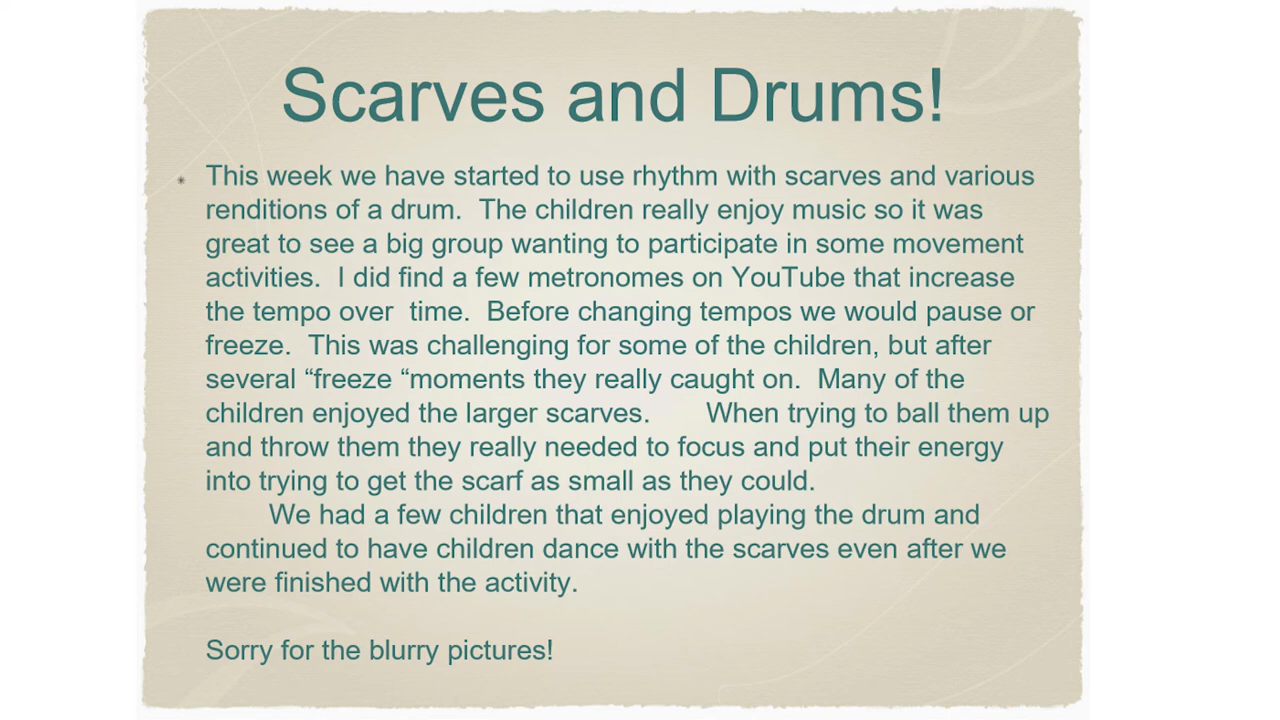 Scarves and Drums!
This week we have started to use rhythm with scarves and various
renditions of a drum.  The children really enjoy music so it was
great to see a big group wanting to participate in some movement
activities.  I did find a few metronomes on YouTube that increase
the tempo over  time.  Before changing tempos we would pause or
freeze.  This was challenging for some of the children, but after
several “freeze “moments they really caught on.  Many of the
children enjoyed the larger scarves.       When trying to ball them up
and throw them they really needed to focus and put their energy
into trying to get the scarf as small as they could.
We had a few children that enjoyed playing the drum and
continued to have children dance with the scarves even after we
were finished with the activity.
Sorry for the blurry pictures!